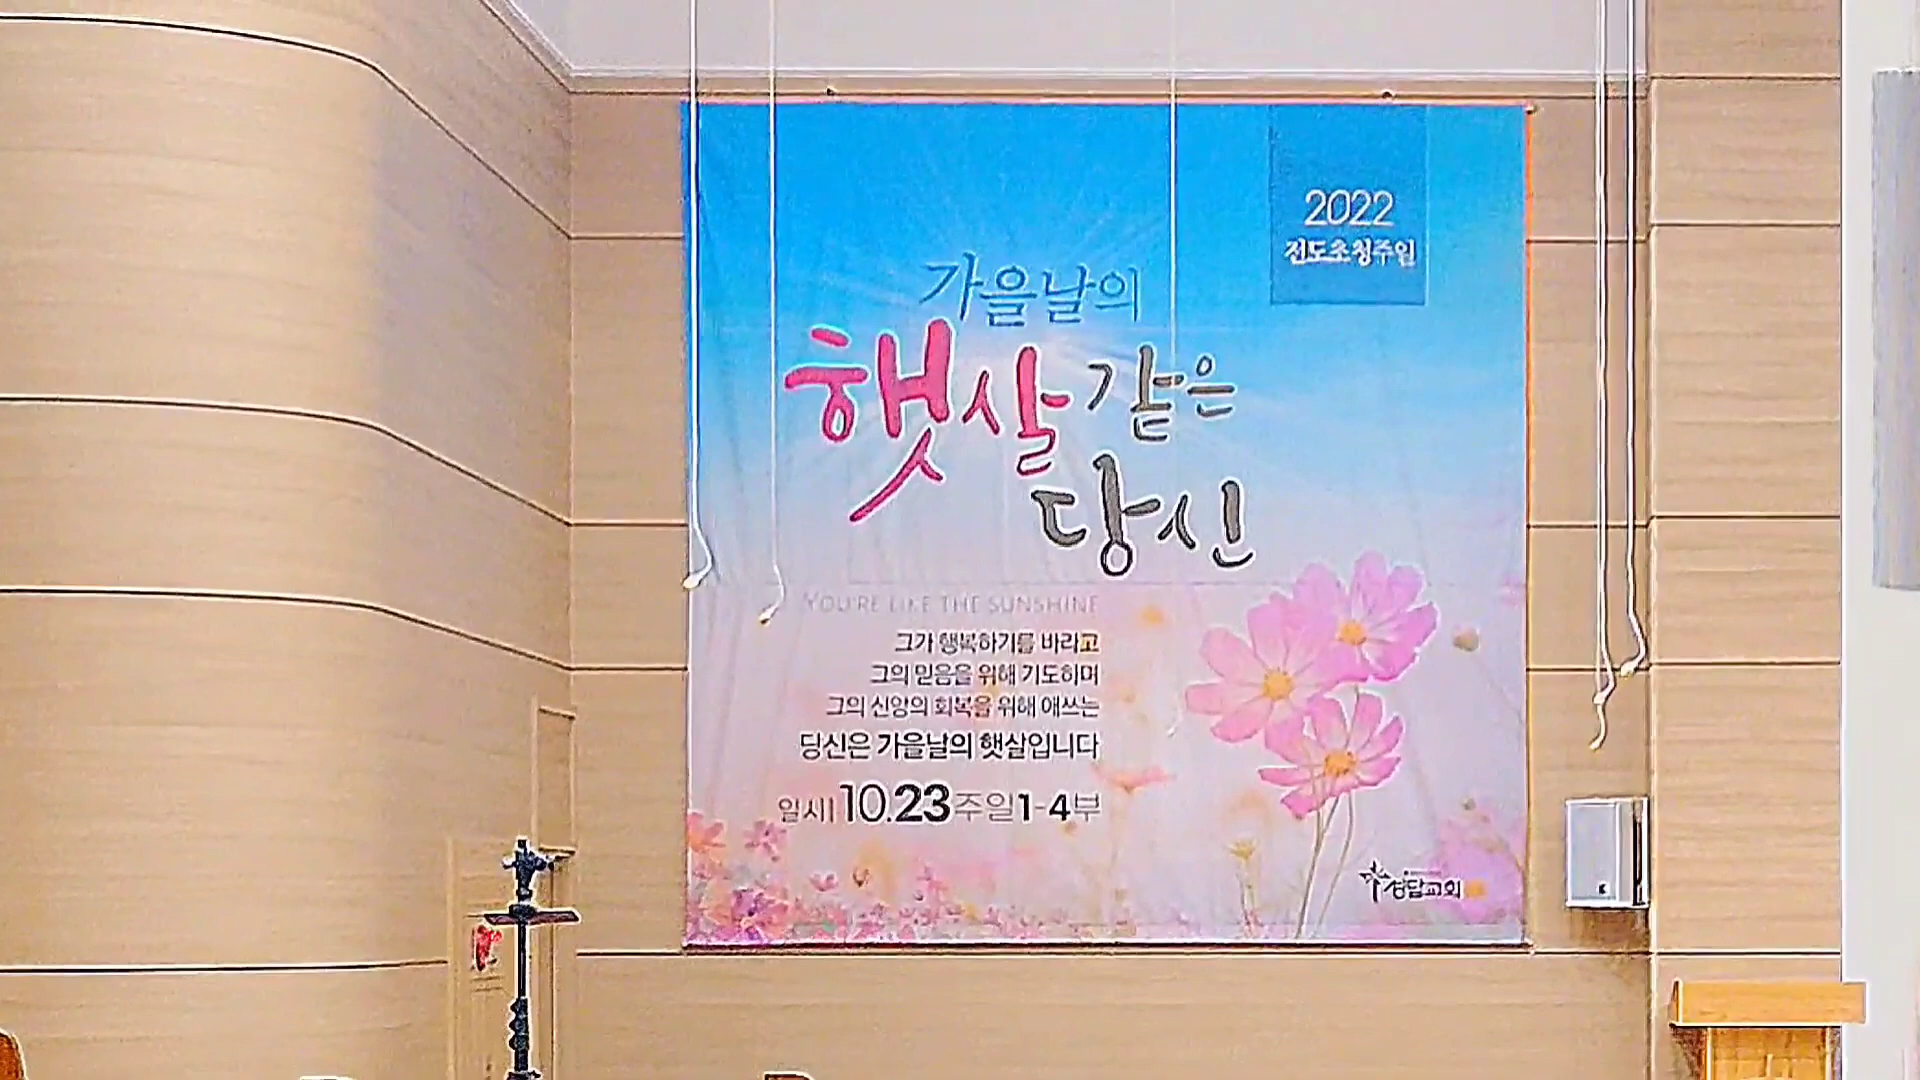 2022
전도초청주일
가을날의
햇살 같은
당신
YOU'RE LIKE THE SUNSHINE
그가 행복하기를 바라고
그의 믿음을 위해 기도하며
그의 신앙의 회복을 위해 애쓰는
당신은 가을날의 햇살입니다
일시| 10.23 주일 1-4부